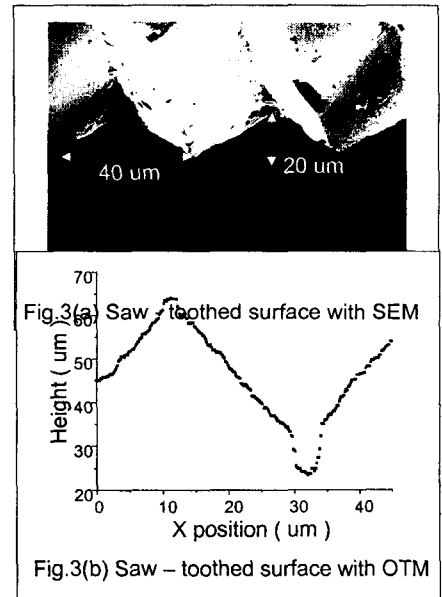 40 um
20 um
70
Fig.3(a) Saw – toothed surface with SEM
60
50
40
30
20
Height ( um )
0
10
20
30
40
X position ( um )
Fig.3(b) Saw – toothed surface with OTM